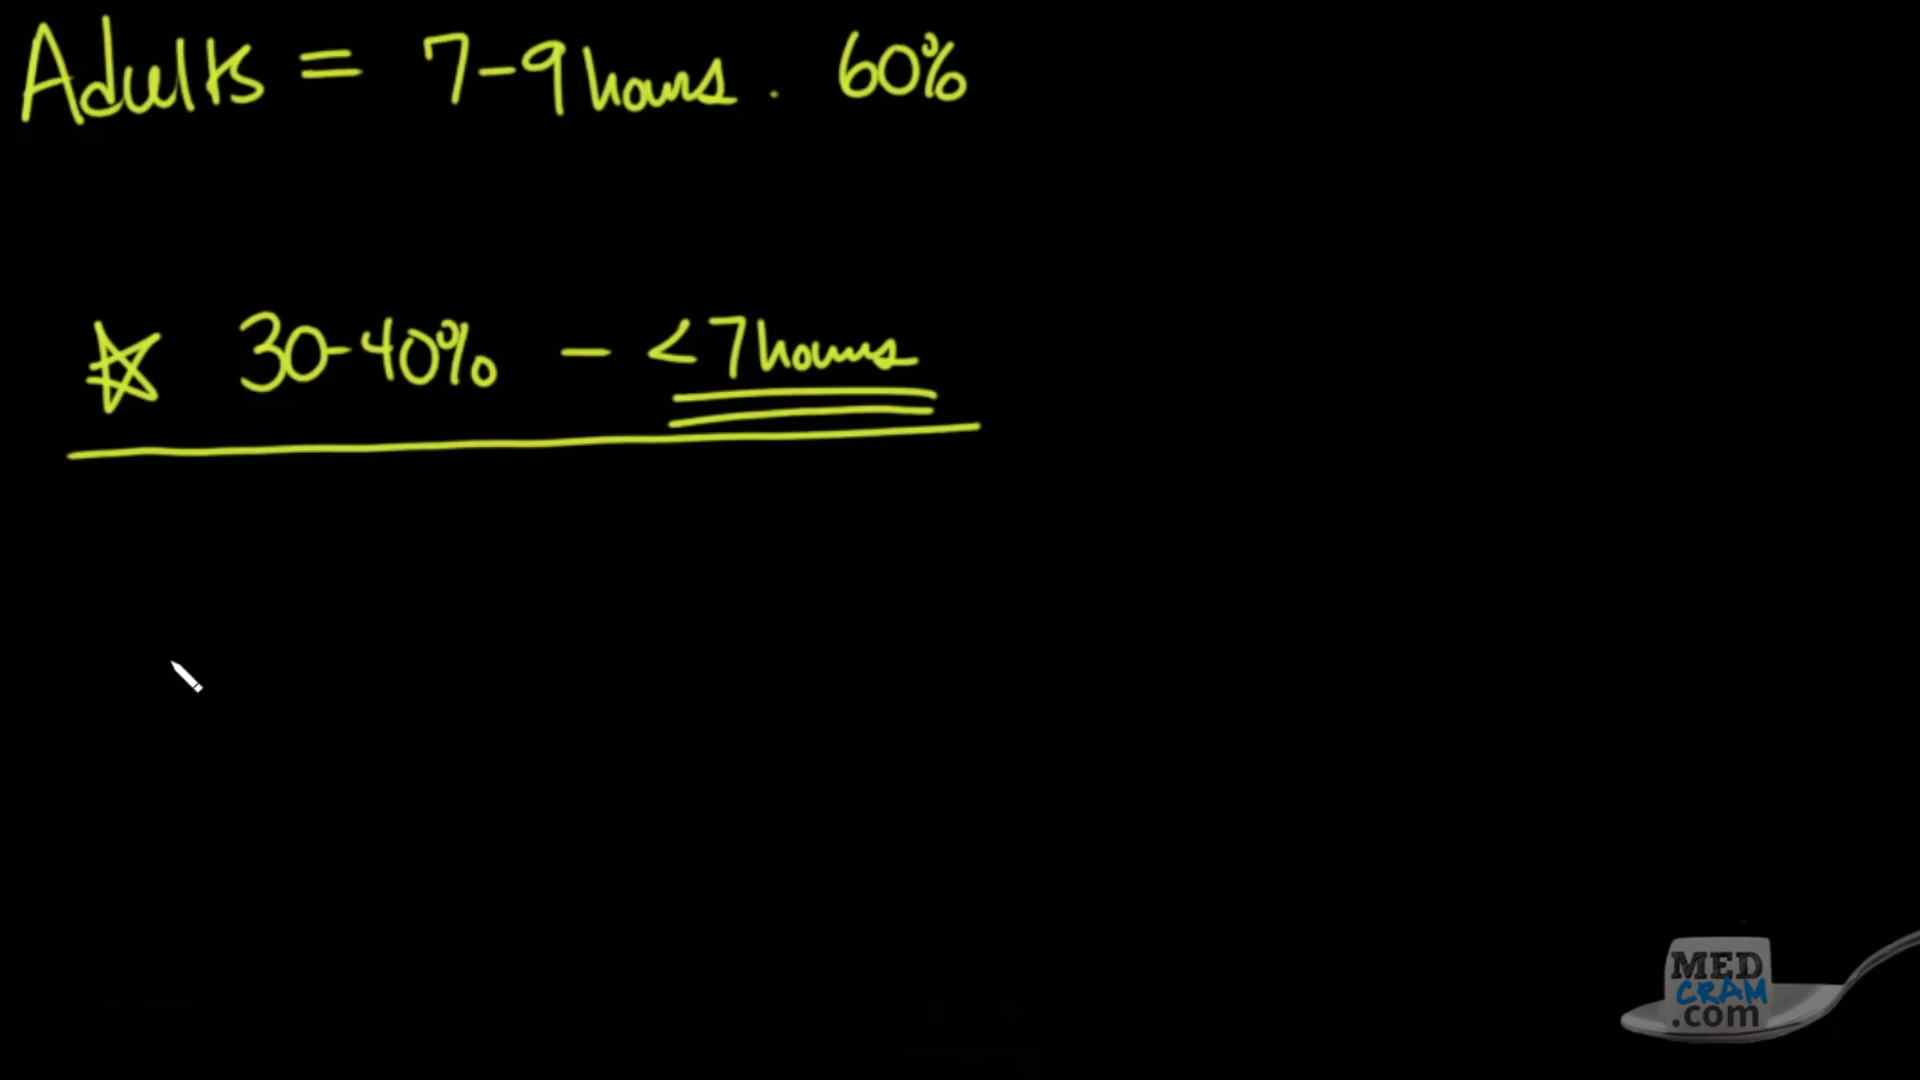 Adults = 7-9 hours. 60%
☆ 30-40% - <7 hours
MED
CRAM
.com